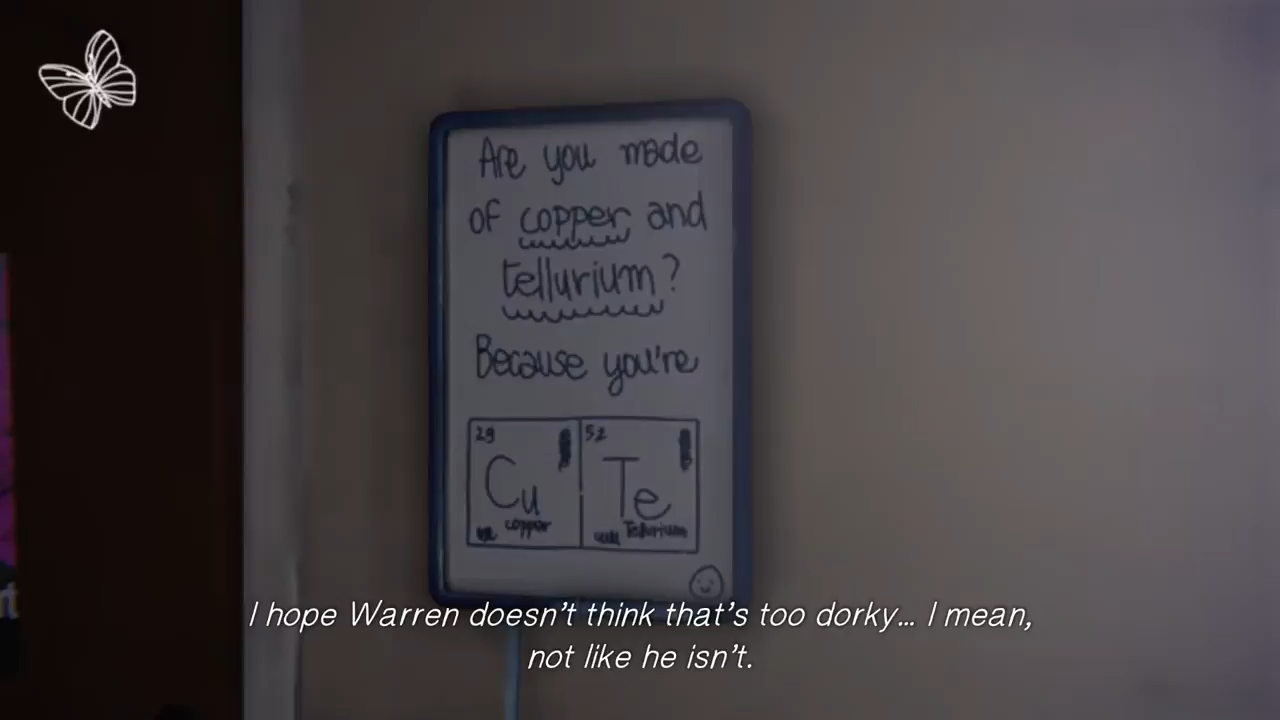 Are you made
of copper and
tellurium?
Because you're
29
Cu
copper
52
Te
Tellurium
I hope Warren doesn't think that's too dorky... I mean,
not like he isn't.